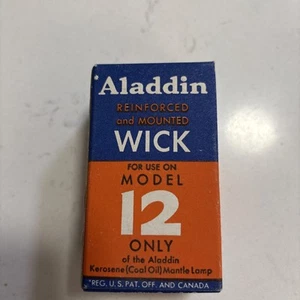 Aladdin
REINFORCED
and MOUNTED
WICK
FOR USE ON
MODEL
12
ONLY
of the Aladdin
Kerosene (Coal Oil) Mantle Lamp
*REG. U. S. PAT. OFF. AND CANADA